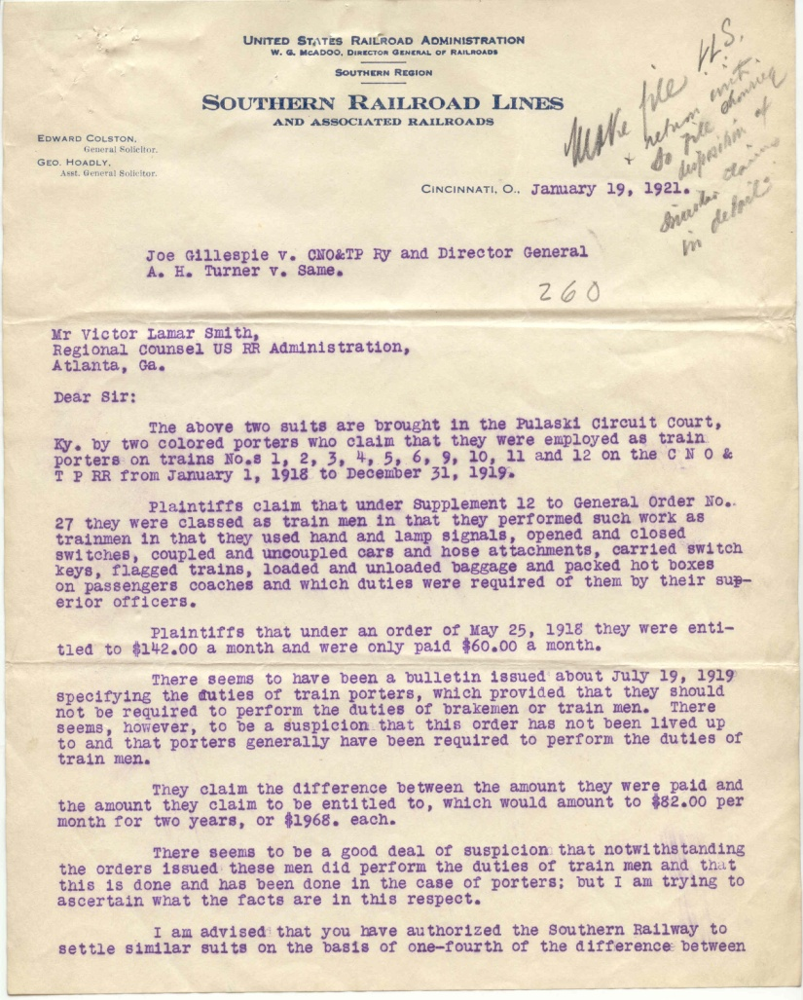 UNITED STATES RAILROAD ADMINISTRATION
W. G. McADOO, DIRECTOR GENERAL OF RAILROADS
SOUTHERN REGION
SOUTHERN RAILROAD LINES
AND ASSOCIATED RAILROADS
EDWARD COLSTON,
General Solicitor.
GEO. HOADLY,
Asst. General Solicitor.
Make file H.S.
& return with
so file showing
disposition of
similar claims
in detail.
CINCINNATI, O., January 19, 1921.
Joe Gillespie v. CNO&TP Ry and Director General
A. H. Turner v. Same.
260
Mr Victor Lamar Smith,
Regional Counsel US RR Administration,
Atlanta, Ga.
Dear Sir:
The above two suits are brought in the Pulaski Circuit Court,
Ky. by two colored porters who claim that they were employed as train
porters on trains No.s 1, 2, 3, 4, 5, 6, 9, 10, 11 and 12 on the C N O &
T P RR from January 1, 1918 to December 31, 1919.
Plaintiffs claim that under Supplement 12 to General Order No.
27 they were classed as train men in that they performed such work as
trainmen in that they used hand and lamp signals, opened and closed
switches, coupled and uncoupled cars and hose attachments, carried switch
keys, flagged trains, loaded and unloaded baggage and packed hot boxes
on passengers coaches and which duties were required of them by their sup-
erior officers.
Plaintiffs that under an order of May 25, 1918 they were enti-
tled to $142.00 a month and were only paid $60.00 a month.
There seems to have been a bulletin issued about July 19, 1919
specifying the duties of train porters, which provided that they should
not be required to perform the duties of brakemen or train men. There
seems, however, to be a suspicion that this order has not been lived up
to and that porters generally have been required to perform the duties of
train men.
They claim the difference between the amount they were paid and
the amount they claim to be entitled to, which would amount to $82.00 per
month for two years, or $1968. each.
There seems to be a good deal of suspicion that notwithstanding
the orders issued these men did perform the duties of train men and that
this is done and has been done in the case of porters; but I am trying to
ascertain what the facts are in this respect.
I am advised that you have authorized the Southern Railway to
settle similar suits on the basis of one-fourth of the difference between